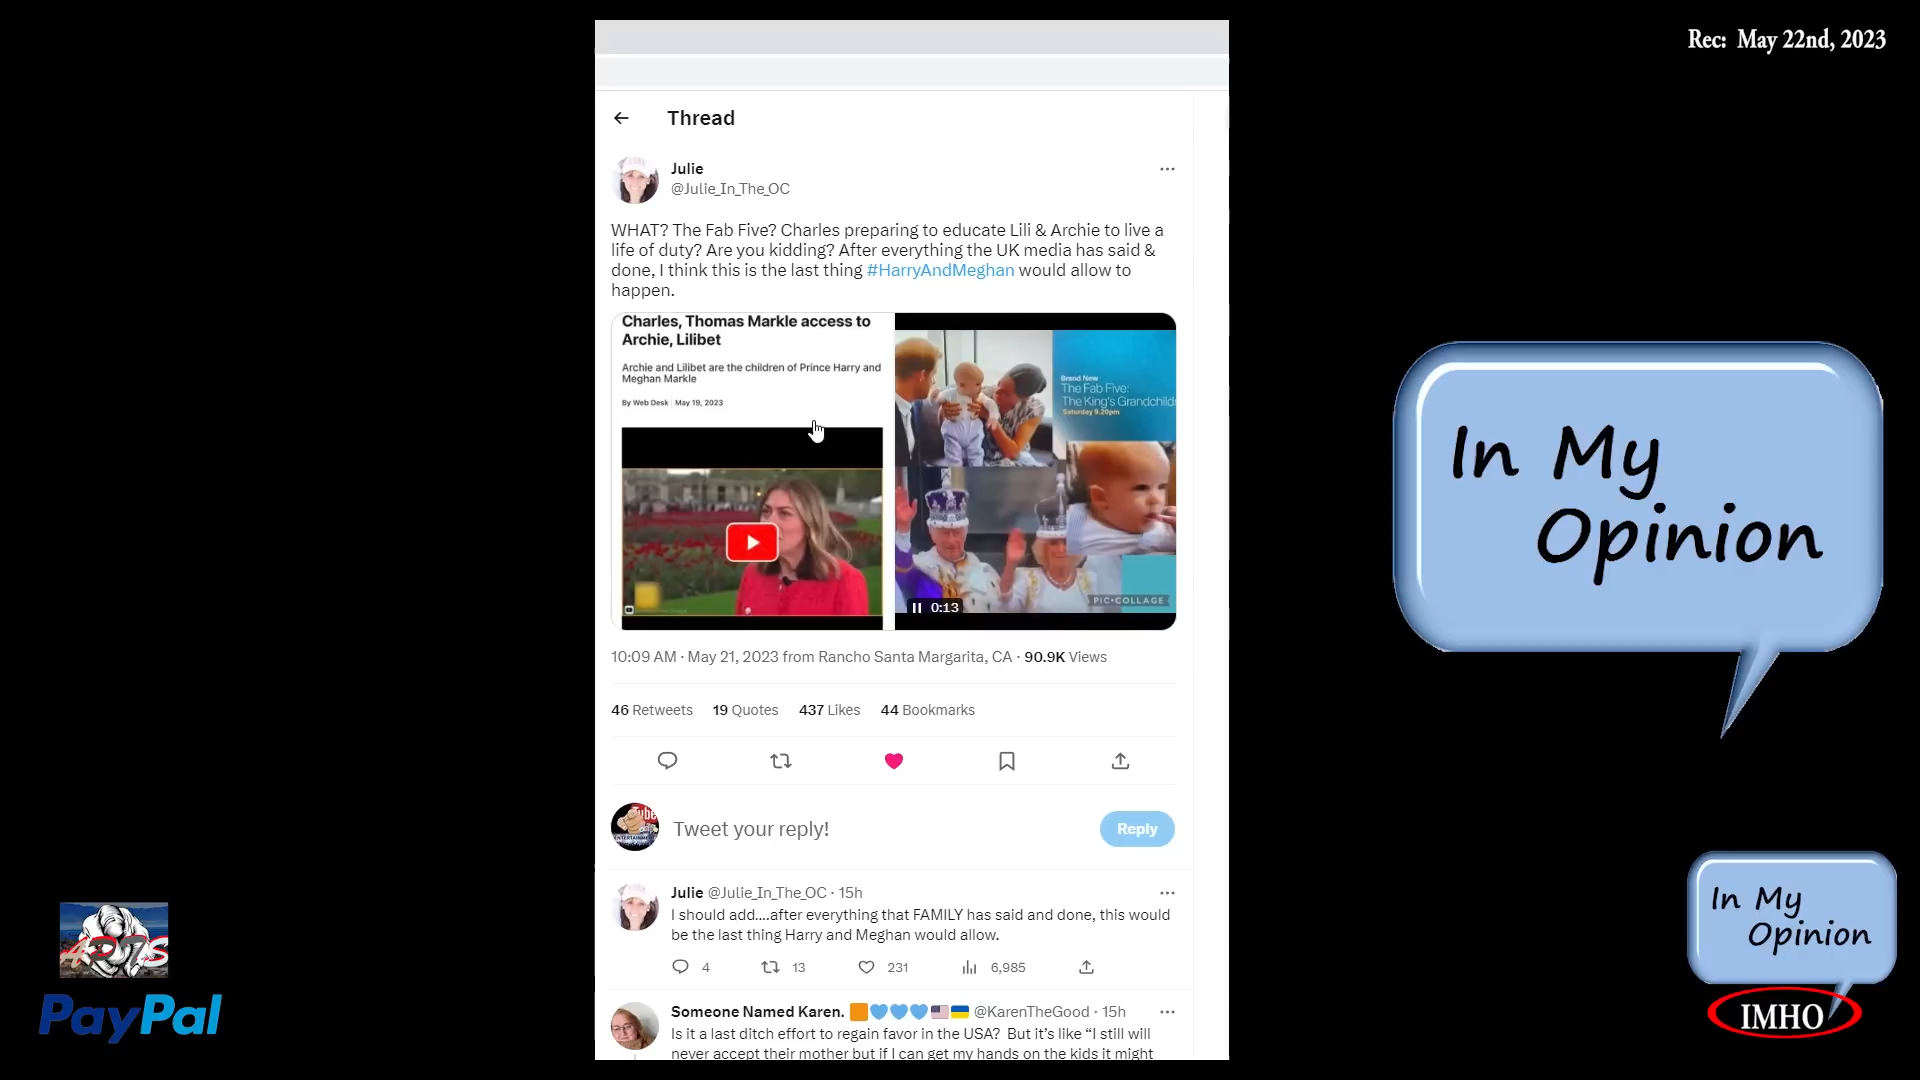 Rec: May 22nd, 2023
Thread
Julie
@Julie_In_The_OC
WHAT? The Fab Five? Charles preparing to educate Lili & Archie to live a
life of duty? Are you kidding? After everything the UK media has said &
done, I think this is the last thing #HarryAndMeghan would allow to
happen.
Charles, Thomas Markle access to
Archie, Lilibet
Archie and Lilibet are the children of Prince Harry and
Meghan Markle
By Web Desk | May 19, 2023
Brand New
The Fab Five:
The King's Grandchild
Saturday 9.20pm
0:13
PIC•COLLAGE
10:09 AM · May 21, 2023 from Rancho Santa Margarita, CA · 90.9K Views
46 Retweets 19 Quotes 437 Likes 44 Bookmarks
Tweet your reply!
Reply
Julie @Julie_In_The_OC · 15h
I should add....after everything that FAMILY has said and done, this would
be the last thing Harry and Meghan would allow.
4 13 231 6,985
Someone Named Karen. @KarenTheGood · 15h
Is it a last ditch effort to regain favor in the USA? But it's like "I still will
never accept their mother but if I can get my hands on the kids it might
In My
Opinion
In My
Opinion
IMHO
PayPal